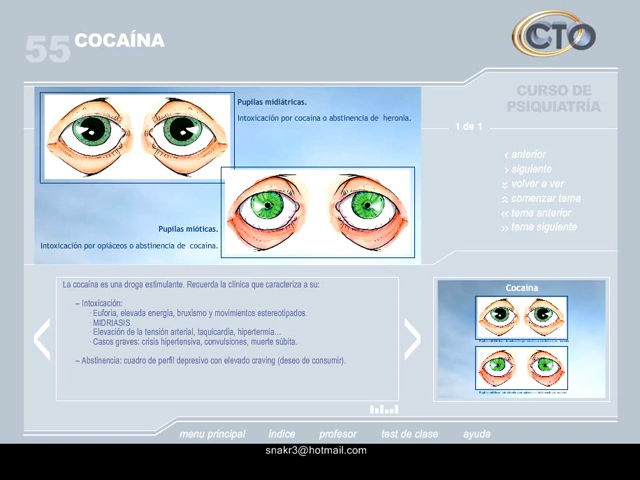 55 COCAÍNA
CTO
CURSO DE
PSIQUIATRÍA
1 de 1
‹ anterior
› siguiente
volver a ver
comenzar tema
‹‹ tema anterior
›› tema siguiente
Pupilas midiátricas.
Intoxicación por cocaína o abstinencia de heronía.
Pupilas mióticas.
Intoxicación por opiáceos o abstinencia de cocaína.
La cocaína es una droga estimulante. Recuerda la clínica que caracteriza a su:
– Intoxicación:
· Euforia, elevada energía, bruxismo y movimientos estereotipados.
· MIDRIASIS.
· Elevación de la tensión arterial, taquicardia, hipertermia...
· Casos graves: crisis hipertensiva, convulsiones, muerte súbita.
– Abstinencia: cuadro de perfil depresivo con elevado craving (deseo de consumir).
Cocaina
menu principal indice profesor test de clase ayuda
snakr3@hotmail.com